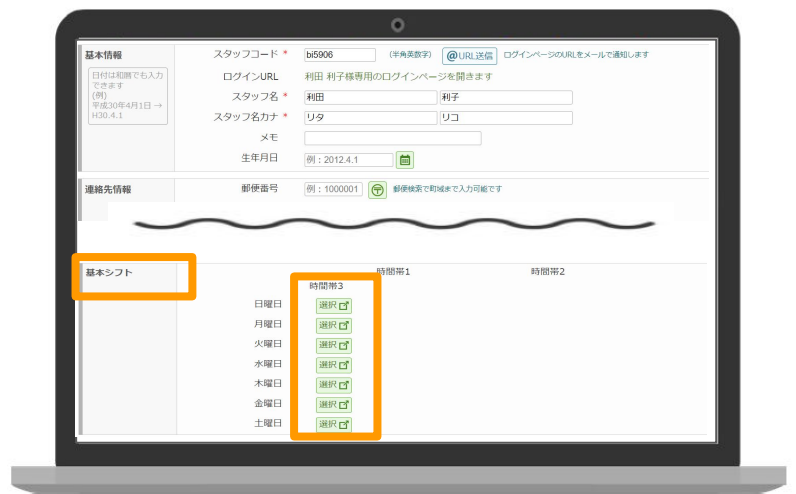 基本情報
日付は和暦でも入力
できます
(例)
平成30年4月1日 →
H30.4.1
スタッフコード * bi5906 (半角英数字) @URL送信 ログインページのURLをメールで通知します
ログインURL 利田 利子様専用のログインページを開きます
スタッフ名 * 利田 利子
スタッフ名カナ * リタ リコ
メモ
生年月日 例：2012.4.1
連絡先情報 郵便番号 例：1000001 〒 郵便検索で町域まで入力可能です
基本シフト 時間帯1 時間帯2
時間帯3
日曜日 選択
月曜日 選択
火曜日 選択
水曜日 選択
木曜日 選択
金曜日 選択
土曜日 選択